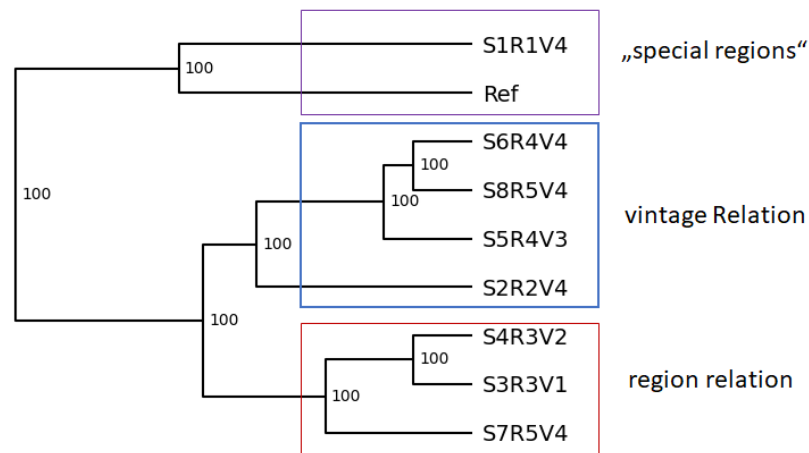 S1R1V4
„special regions“
100
Ref
S6R4V4
100
S8R5V4
100
100
vintage Relation
S5R4V3
100
S2R2V4
100
S4R3V2
100
S3R3V1
region relation
100
S7R5V4